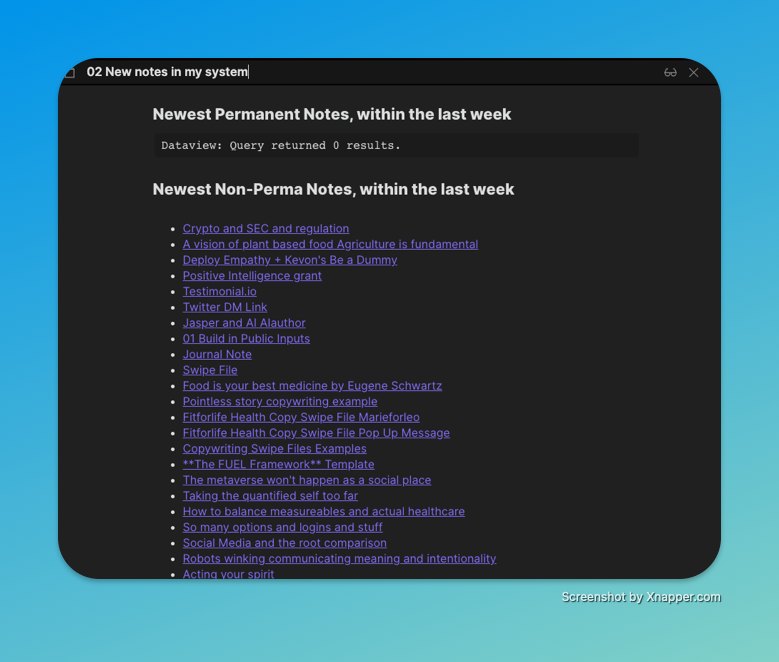 02 New notes in my system
Newest Permanent Notes, within the last week
Dataview: Query returned 0 results.
Newest Non-Perma Notes, within the last week
Crypto and SEC and regulation
A vision of plant based food Agriculture is fundamental
Deploy Empathy + Kevon's Be a Dummy
Positive Intelligence grant
Testimonial.io
Twitter DM Link
Jasper and AI AIauthor
01 Build in Public Inputs
Journal Note
Swipe File
Food is your best medicine by Eugene Schwartz
Pointless story copywriting example
Fitforlife Health Copy Swipe File Marieforleo
Fitforlife Health Copy Swipe File Pop Up Message
Copywriting Swipe Files Examples
**The FUEL Framework** Template
The metaverse won't happen as a social place
Taking the quantified self too far
How to balance measureables and actual healthcare
So many options and logins and stuff
Social Media and the root comparison
Robots winking communicating meaning and intentionality
Acting your spirit
Screenshot by Xnapper.com